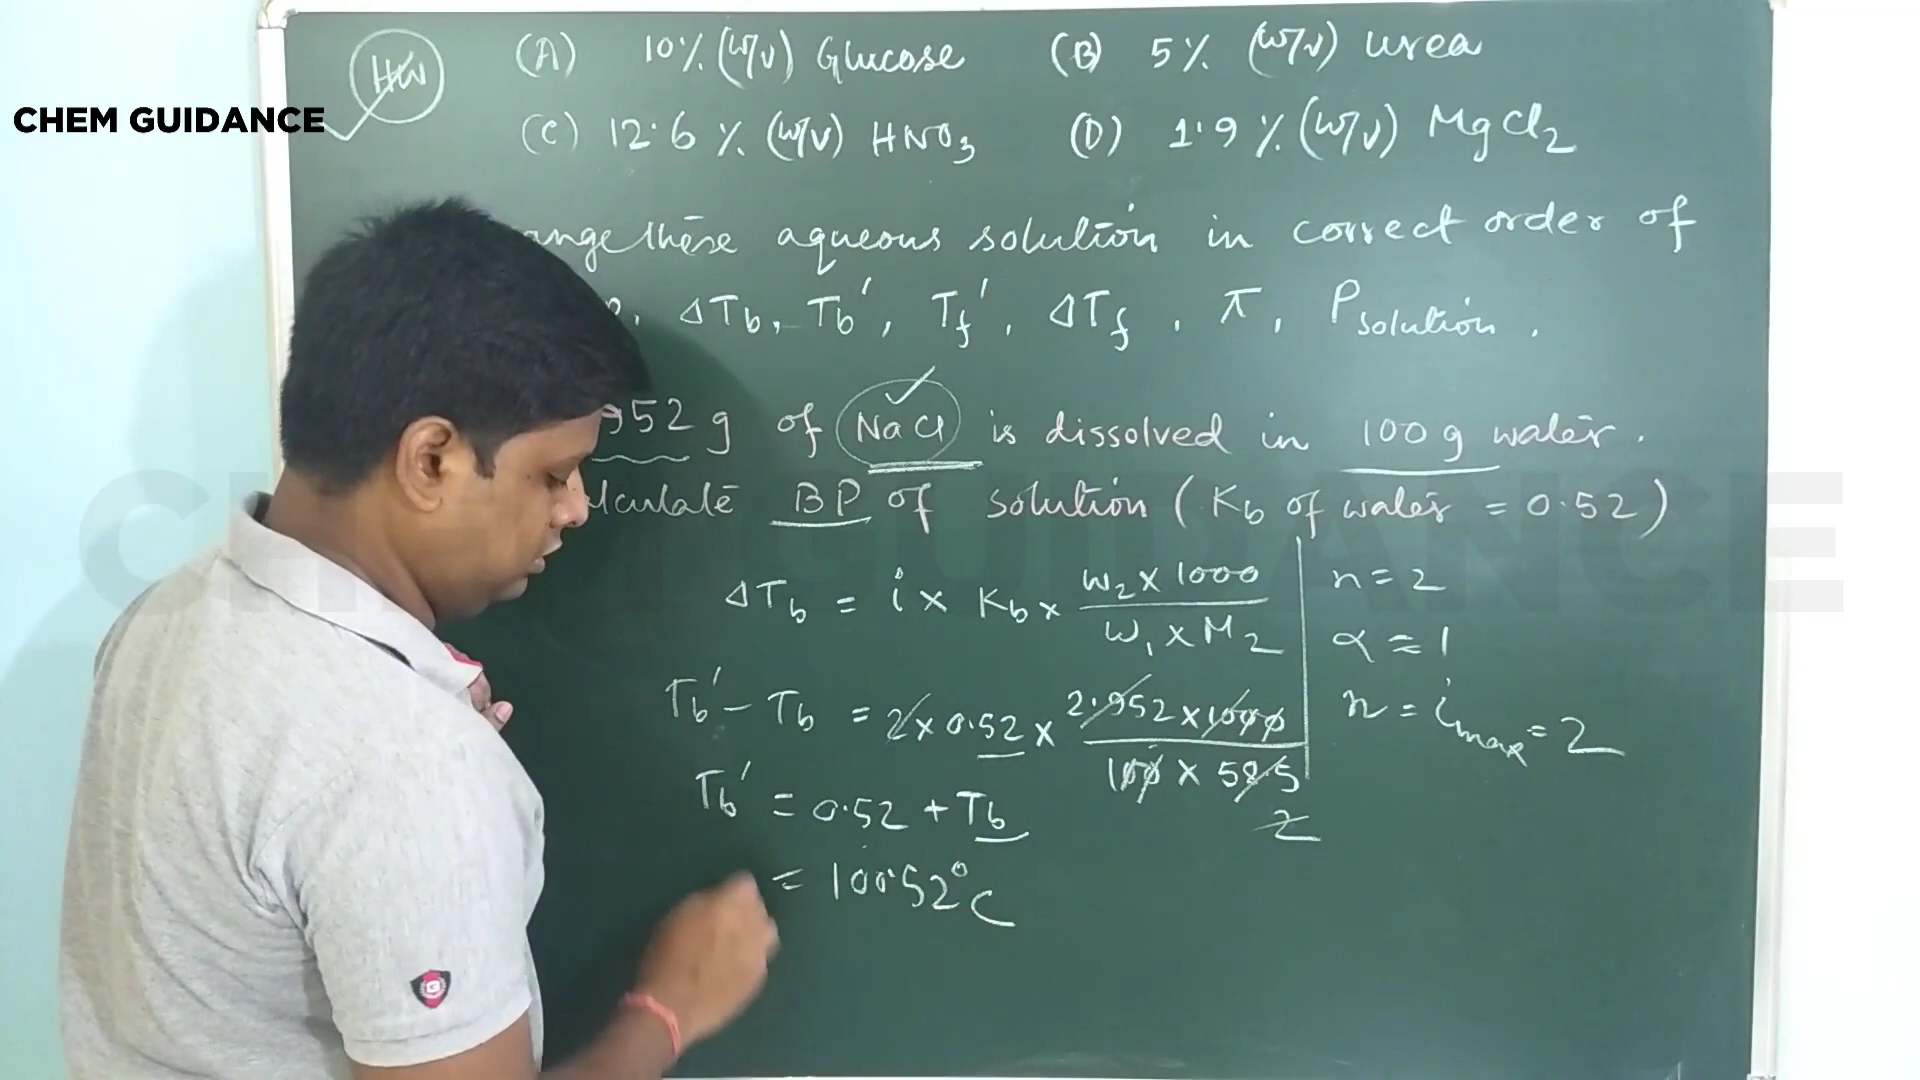 HW (A) 10% (w/v) Glucose (B) 5% (w/v) urea
CHEM GUIDANCE
(C) 12.6% (w/v) HNO3 (D) 1.9% (w/v) MgCl2
these aqueous solution in correct order of
ΔTb, Tb', Tf', ΔTf, π, Psolution.
952 g of NaCl is dissolved in 100 g water.
BP of solution (Kb of water = 0.52)
CHEM GUIDANCE
ΔTb = i x Kb x w2 x 1000 / w1 x M2
n = 2
α = 1
n = imax = 2
Tb' - Tb = 2 x 0.52 x 2.952 x 1000 / 100 x 58.5
2
Tb' = 0.52 + Tb
= 100.52°C
G